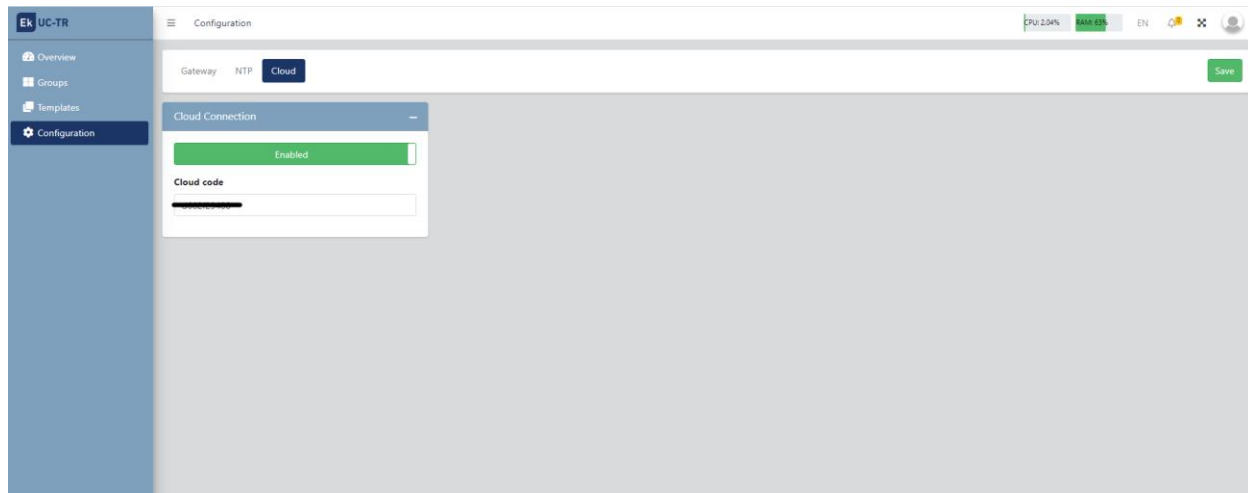 Ek UC-TR
Configuration
CPU: 2.04%
RAM: 63%
EN
Overview
Groups
Templates
Configuration
Gateway NTP Cloud
Save
Cloud Connection
Enabled
Cloud code